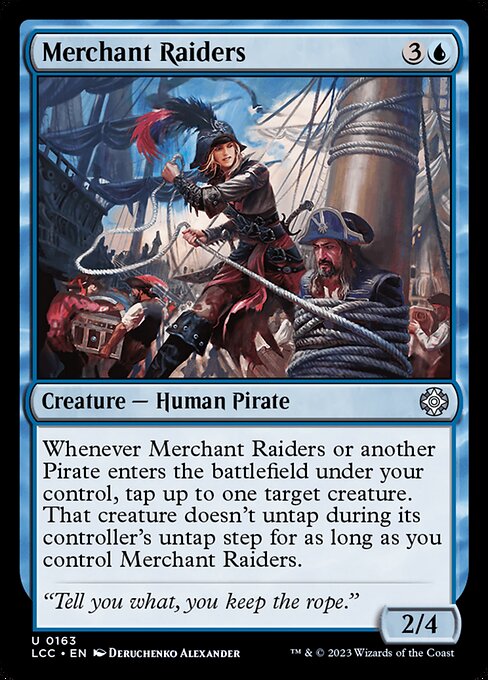 Merchant Raiders 3
Creature — Human Pirate
Whenever Merchant Raiders or another
Pirate enters the battlefield under your
control, tap up to one target creature.
That creature doesn't untap during its
controller's untap step for as long as you
control Merchant Raiders.
“Tell you what, you keep the rope.”
2/4
U 0163
LCC • EN Deruchenko Alexander
™ & © 2023 Wizards of the Coast